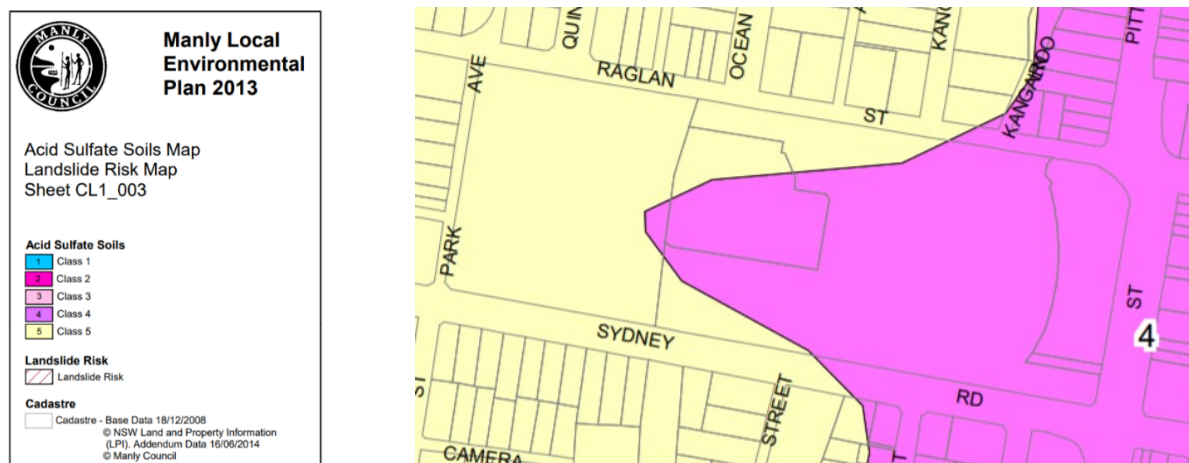 MANLY
COUNCIL
Manly Local
Environmental
Plan 2013
Acid Sulfate Soils Map
Landslide Risk Map
Sheet CL1_003
Acid Sulfate Soils
1 Class 1
2 Class 2
3 Class 3
4 Class 4
5 Class 5
Landslide Risk
Landslide Risk
Cadastre
Cadastre - Base Data 18/12/2008
© NSW Land and Property Information
(LPI). Addendum Data 16/06/2014
© Manly Council
QUIN
OCEAN
KANG
PITT
AVE
RAGLAN
ST
KANGAROO
PARK
SYDNEY
ST
4
RD
ST
STREET
CAMERA
T